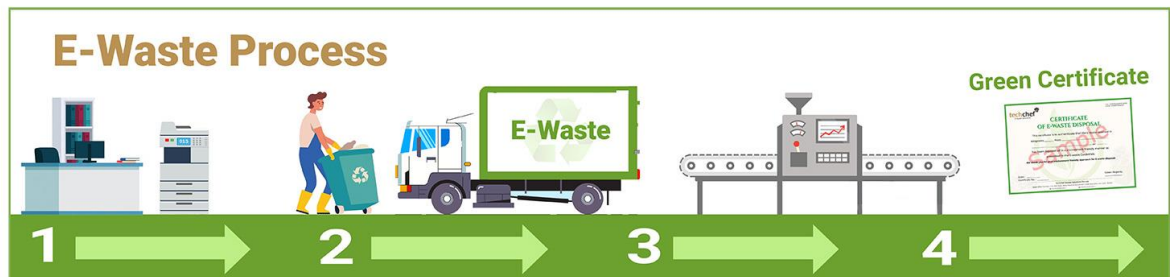 E-Waste Process
E-Waste
Green Certificate
techchef
CERTIFICATE
OF E-WASTE DISPOSAL
Sample
1
2
3
4